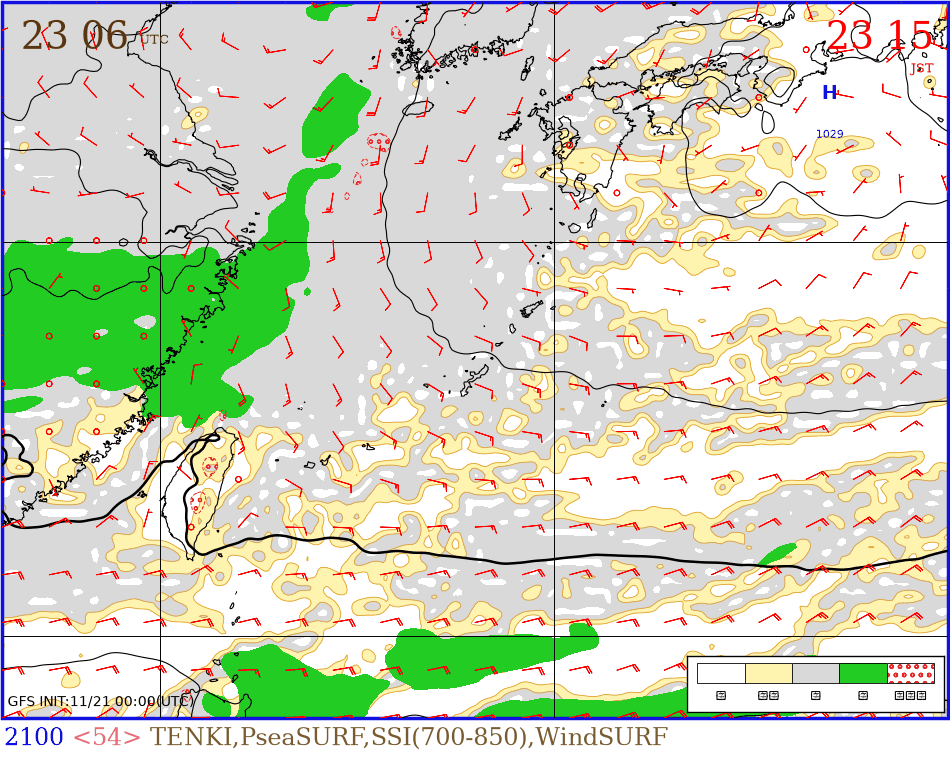 23 06 UTC
23 15 JST
H
1029
GFS INIT:11/21 00:00(UTC)
2100 <54> TENKI,PseaSURF,SSI(700-850),WindSURF